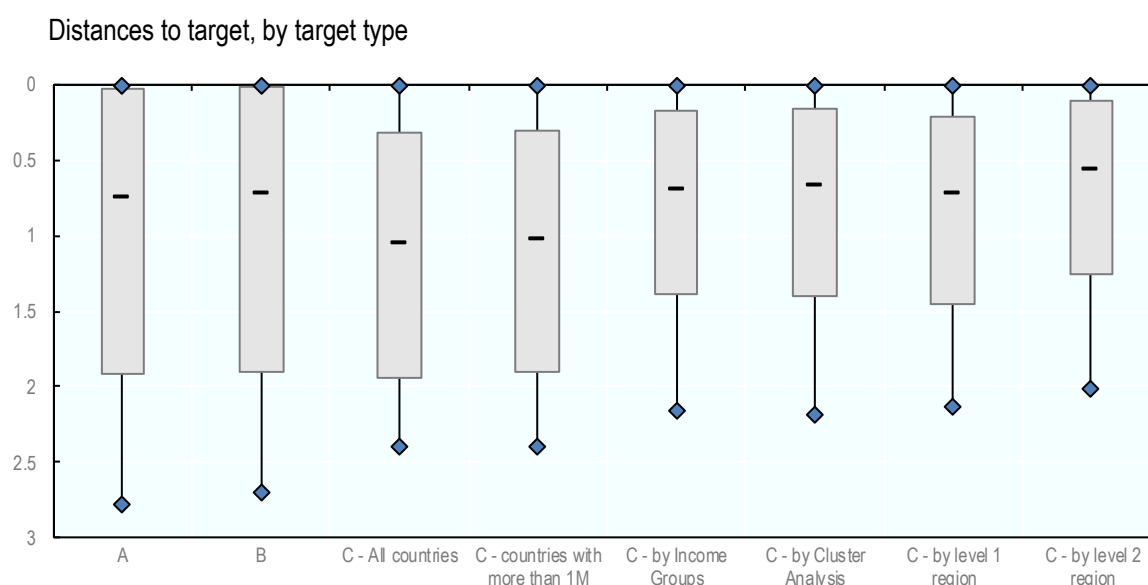 Distances to target, by target type
0
0.5
1
1.5
2
2.5
3
A
B
C - All countries
C - countries with
more than 1M
C - by Income
Groups
C - by Cluster
Analysis
C - by level 1
region
C - by level 2
region